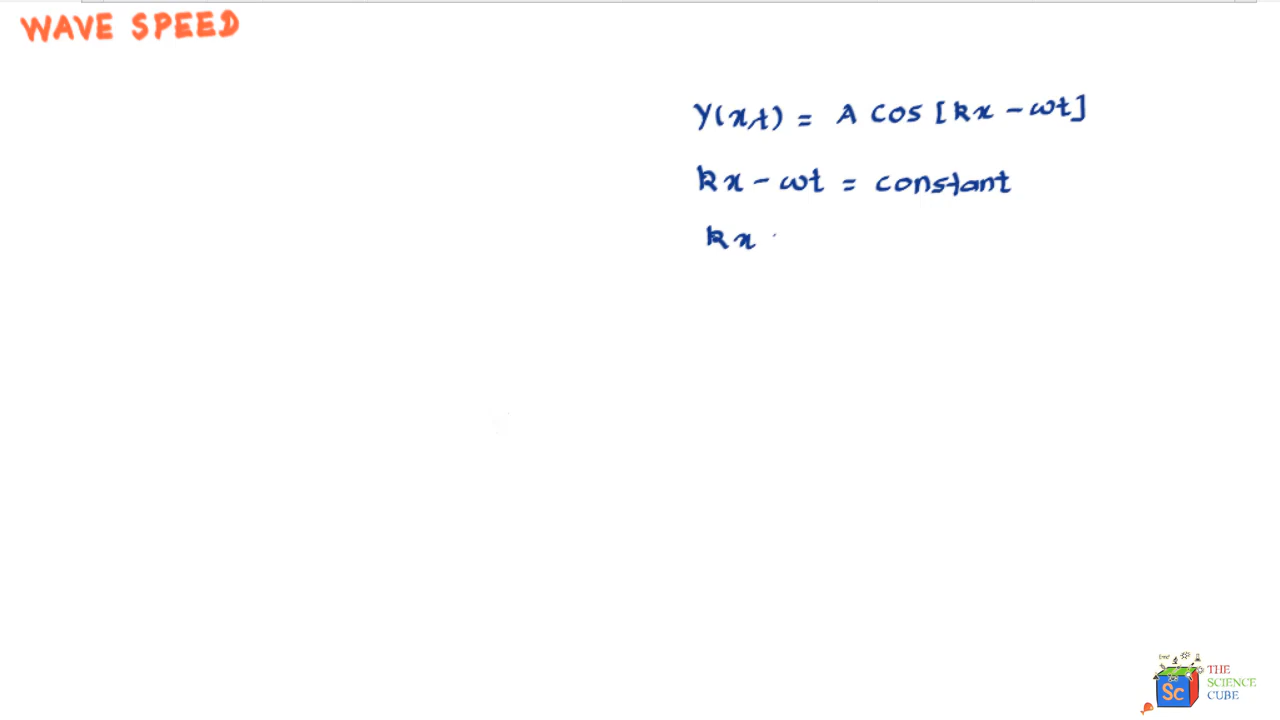 WAVE SPEED
y(x,t) = A cos [kx - ωt]
kx - ωt = constant
kx
Sc
THE
SCIENCE
CUBE